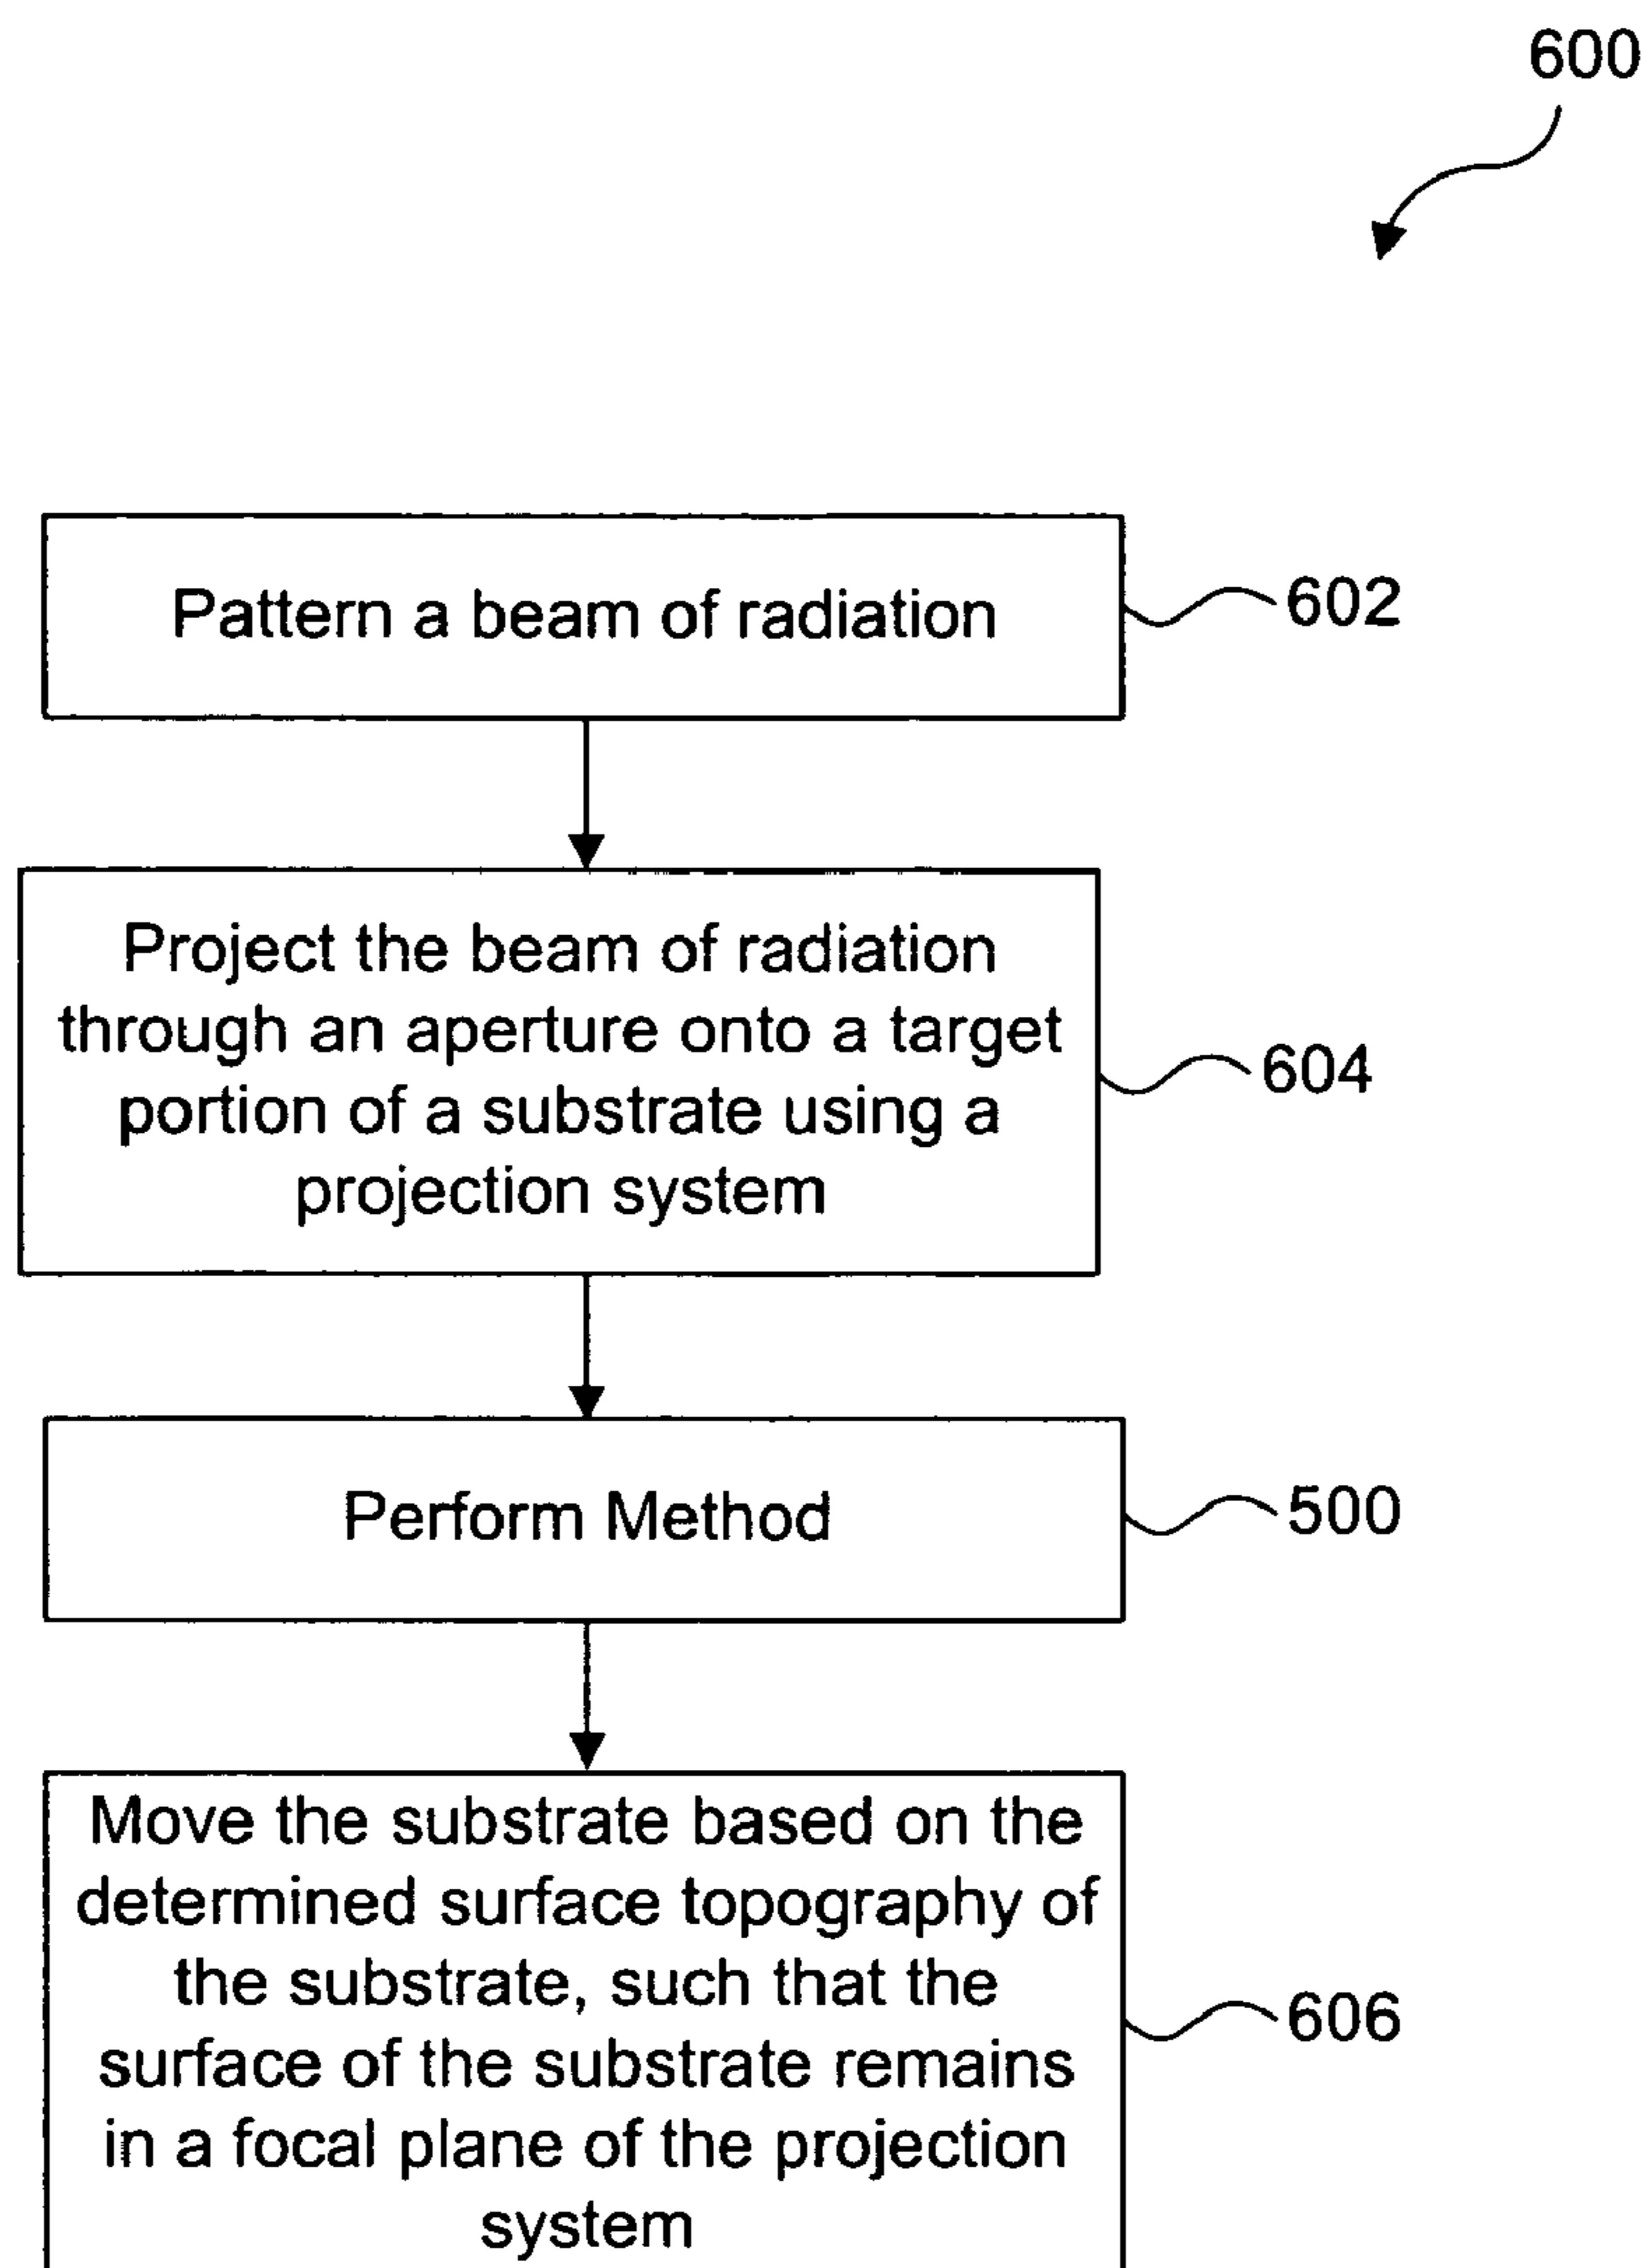 600
Pattern a beam of radiation
602
Project the beam of radiation
through an aperture onto a target
portion of a substrate using a
projection system
604
Perform Method
500
Move the substrate based on the
determined surface topography of
the substrate, such that the
surface of the substrate remains
in a focal plane of the projection
system
606